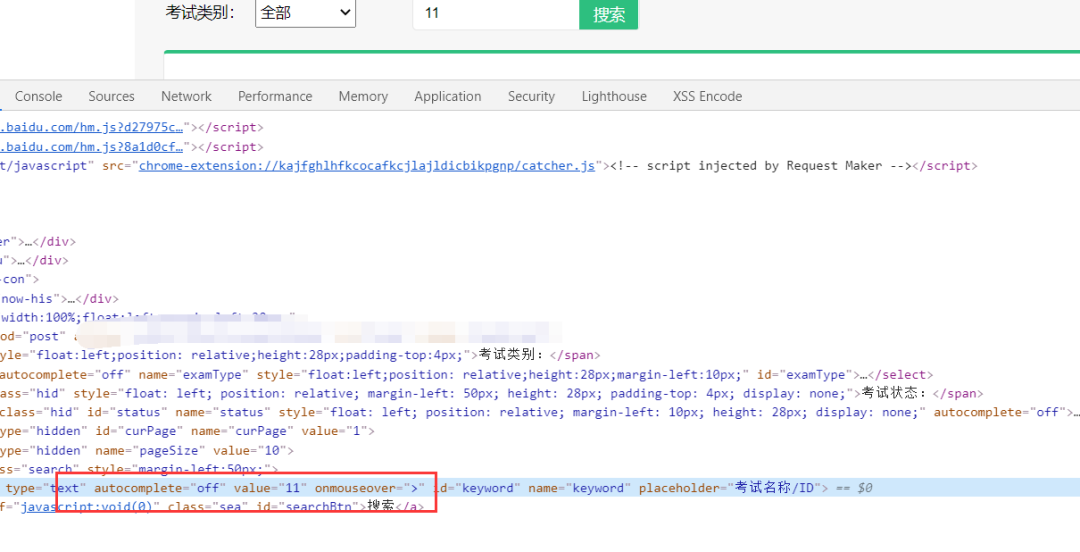 考试类别： 全部 11 搜索
Console Sources Network Performance Memory Application Security Lighthouse XSS Encode
.baidu.com/hm.js?d27975c…"></script>
.baidu.com/hm.js?8a1d0cf…"></script>
t/javascript" src="chrome-extension://kajfghlhfkcocafkcjlajldicbikpgnp/catcher.js"><!-- script injected by Request Maker --></script>
er">…</div>
u">…</div>
-con">
now-his">…</div>
width:100%;float:left
od="post"
yle="float:left;position: relative;height:28px;padding-top:4px;">考试类别：</span>
autocomplete="off" name="examType" style="float:left;position: relative;height:28px;margin-left:10px;" id="examType">…</select>
ass="hid" style="float: left; position: relative; margin-left: 50px; height: 28px; padding-top: 4px; display: none;">考试状态：</span>
class="hid" id="status" name="status" style="float: left; position: relative; margin-left: 10px; height: 28px; display: none;" autocomplete="off">…
ype="hidden" id="curPage" name="curPage" value="1">
ype="hidden" name="pageSize" value="10">
ss="search" style="margin-left:50px;">
type="text" autocomplete="off" value="11" onmouseover=">" id="keyword" name="keyword" placeholder="考试名称/ID"> == $0
f="javascript:void(0)" class="sea" id="searchBtn">搜索</a>